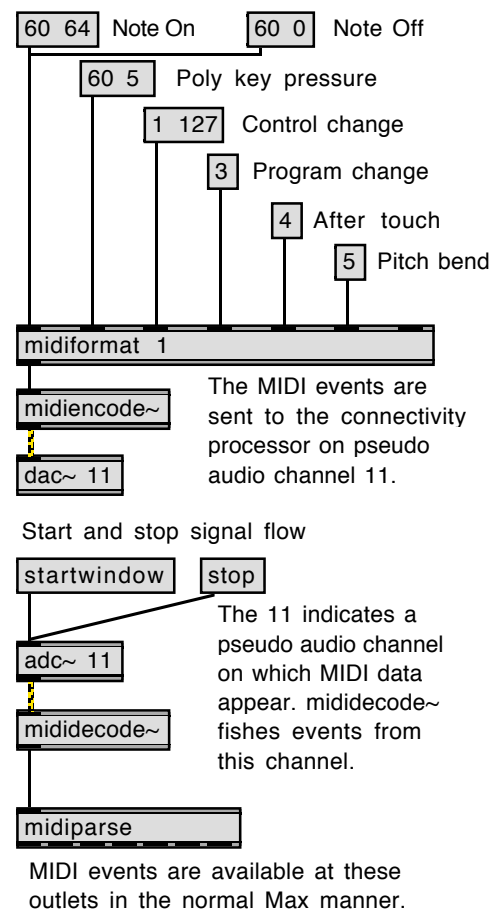 60 64 Note On 60 0 Note Off
60 5 Poly key pressure
1 127 Control change
3 Program change
4 After touch
5 Pitch bend
midiformat 1
The MIDI events are
sent to the connectivity
processor on pseudo
audio channel 11.
midiencode~
dac~ 11
Start and stop signal flow
startwindow stop
The 11 indicates a
pseudo audio channel
on which MIDI data
appear. mididecode~
fishes events from
this channel.
adc~ 11
mididecode~
midiparse
MIDI events are available at these
outlets in the normal Max manner.